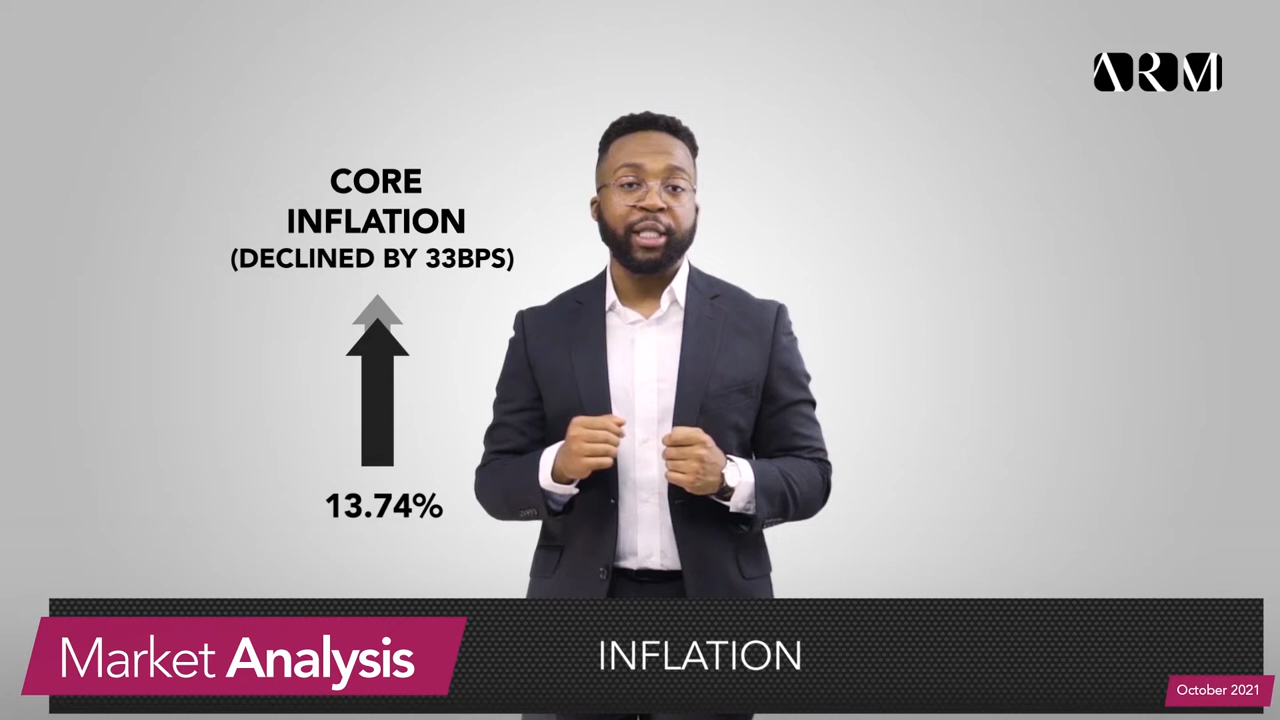 ARM
CORE
INFLATION
(DECLINED BY 33BPS)
13.74%
Market Analysis
INFLATION
October 2021